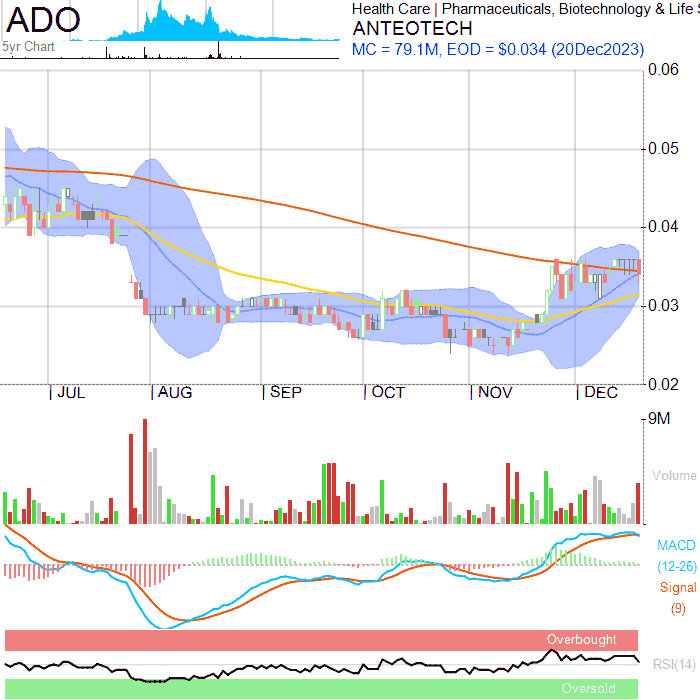 ADO
5yr Chart
Health Care | Pharmaceuticals, Biotechnology & Life
ANTEOTECH
MC = 79.1M, EOD = $0.034 (20Dec2023)
0.06
0.05
0.04
0.03
0.02
JUL AUG SEP OCT NOV DEC
9M
Volume
MACD
(12-26)
Signal
(9)
Overbought
RSI(14)
Oversold